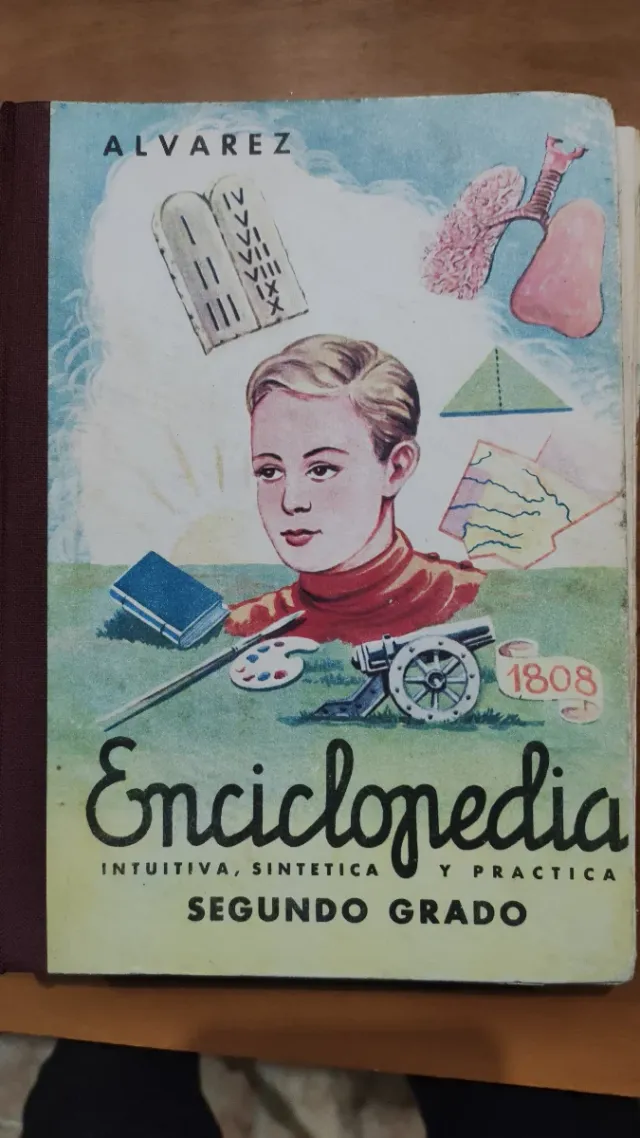 ALVAREZ
I
II
III
IV
V
VI
VII
VIII
IX
X
1808
Enciclopedia
INTUITIVA, SINTETICA Y PRACTICA
SEGUNDO GRADO